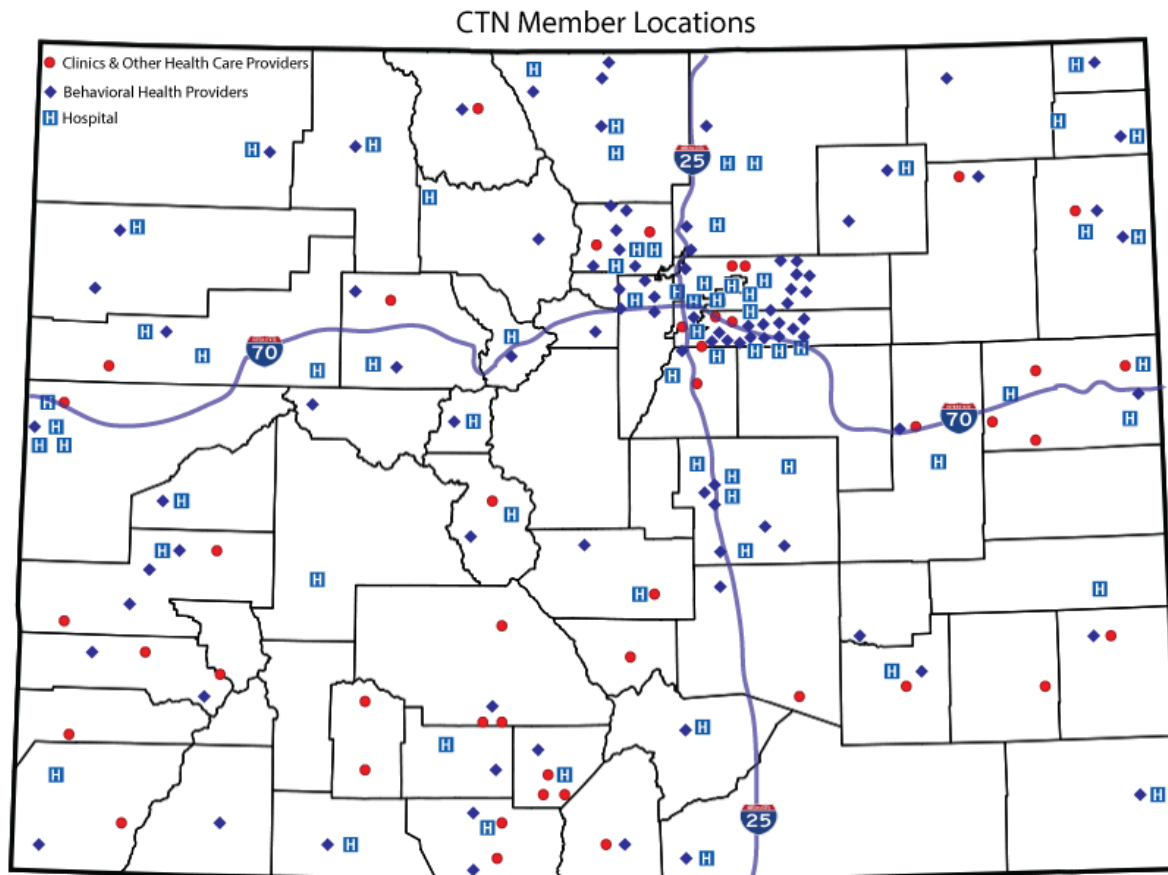 CTN Member Locations
Clinics & Other Health Care Providers
Behavioral Health Providers
H Hospital
25
70
70
25